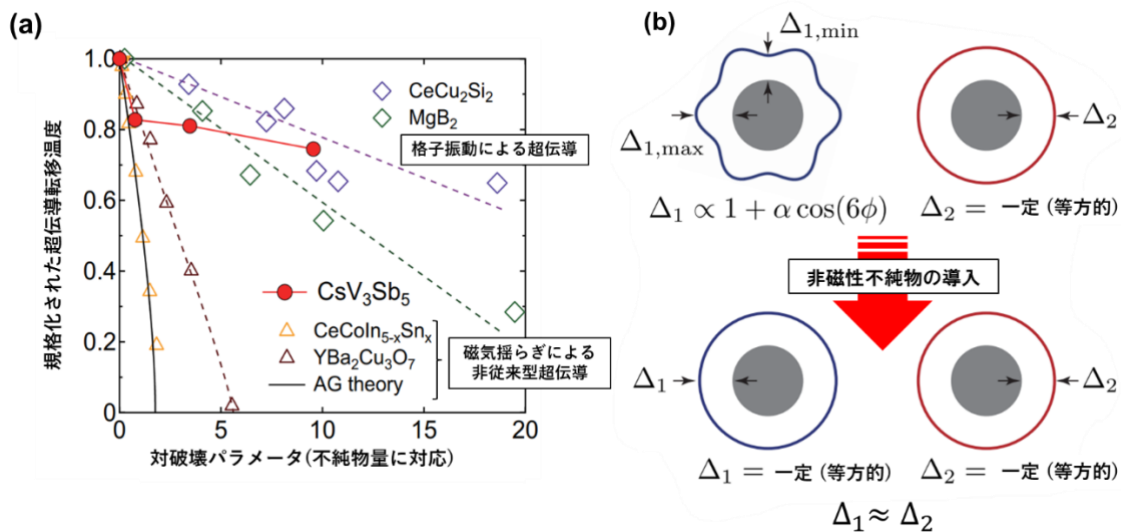 (a)
1.0
0.8
0.6
0.4
0.2
0
規格化された超伝導転移温度
CeCu₂Si₂
MgB₂
格子振動による超伝導
CsV₃Sb₅
CeCoIn₅₋ₓSnₓ
YBa₂Cu₃O₇
AG theory
磁気揺らぎによる
非従来型超伝導
0 5 10 15 20
対破壊パラメータ(不純物量に対応)
(b)
Δ₁,min
Δ₁,max
Δ₂
Δ₁ ∝ 1 + α cos(6ϕ)
Δ₂ = 一定 (等方的)
非磁性不純物の導入
Δ₁
Δ₂
Δ₁ = 一定 (等方的)
Δ₂ = 一定 (等方的)
Δ₁≈ Δ₂